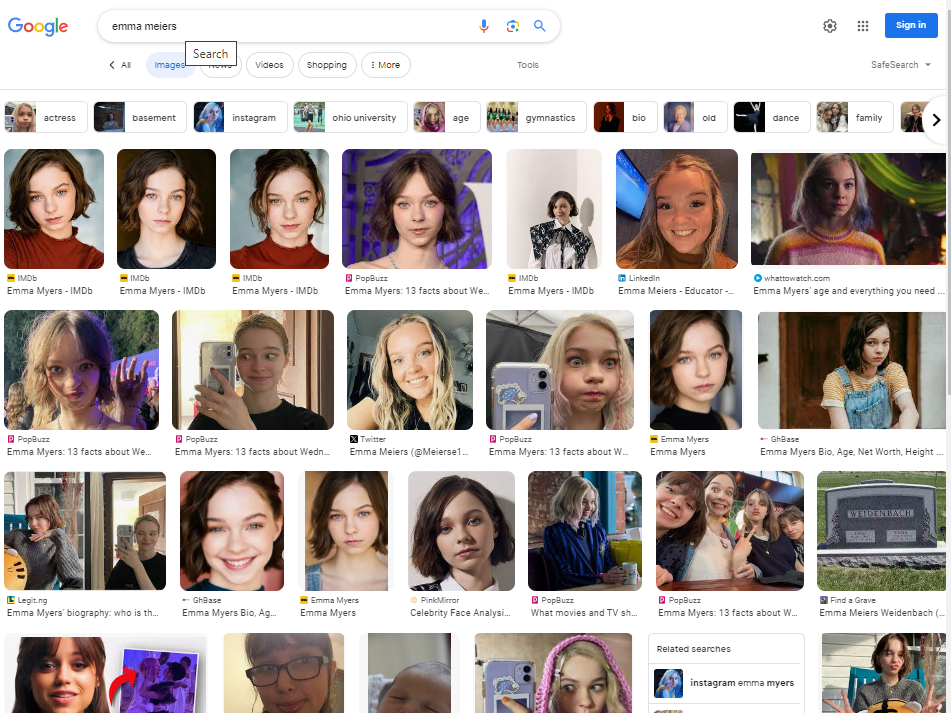 Google
emma meiers
Sign in
Search
All
Images
News
Videos
Shopping
More
Tools
SafeSearch
actress
basement
instagram
ohio university
age
gymnastics
bio
old
dance
family
IMDb
IMDb
IMDb
PopBuzz
IMDb
LinkedIn
whattowatch.com
Emma Myers - IMDb
Emma Myers - IMDb
Emma Myers - IMDb
Emma Myers: 13 facts about We...
Emma Myers - IMDb
Emma Meiers - Educator -...
Emma Myers' age and everything you need ...
PopBuzz
PopBuzz
Twitter
PopBuzz
Emma Myers
GhBase
Emma Myers: 13 facts about We...
Emma Myers: 13 facts about Wedn...
Emma Meiers (@Meierse1...
Emma Myers: 13 facts about W...
Emma Myers
Emma Myers Bio, Age, Net Worth, Height ...
WEIDENBACH
Legit.ng
GhBase
Emma Myers
PinkMirror
PopBuzz
PopBuzz
Find a Grave
Emma Myers' biography: who is th...
Emma Myers Bio, Ag...
Emma Myers
Celebrity Face Analysi...
What movies and TV sh...
Emma Myers: 13 facts about W...
Emma Meiers Weidenbach (...
Related searches
instagram emma myers